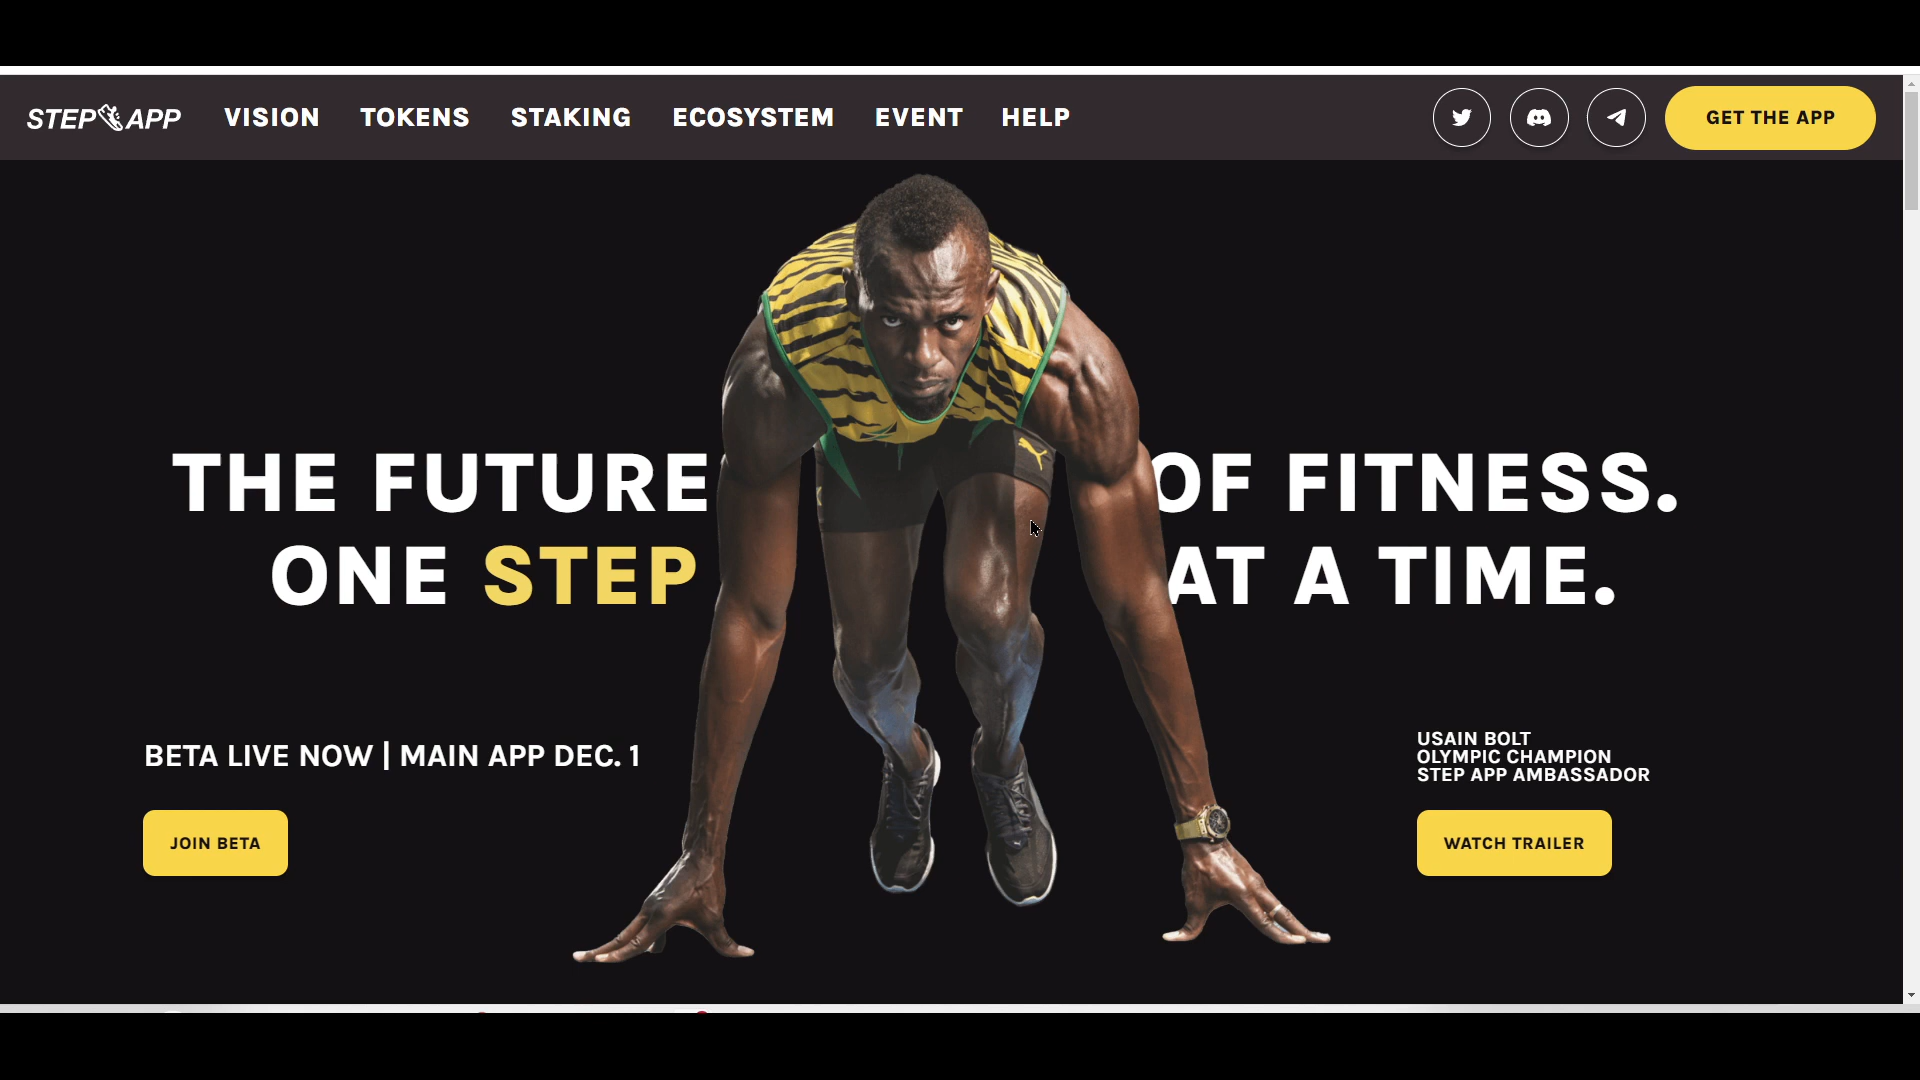 STEP APP VISION TOKENS STAKING ECOSYSTEM EVENT HELP GET THE APP
THE FUTURE OF FITNESS.
ONE STEP AT A TIME.
BETA LIVE NOW | MAIN APP DEC. 1
JOIN BETA
USAIN BOLT
OLYMPIC CHAMPION
STEP APP AMBASSADOR
WATCH TRAILER